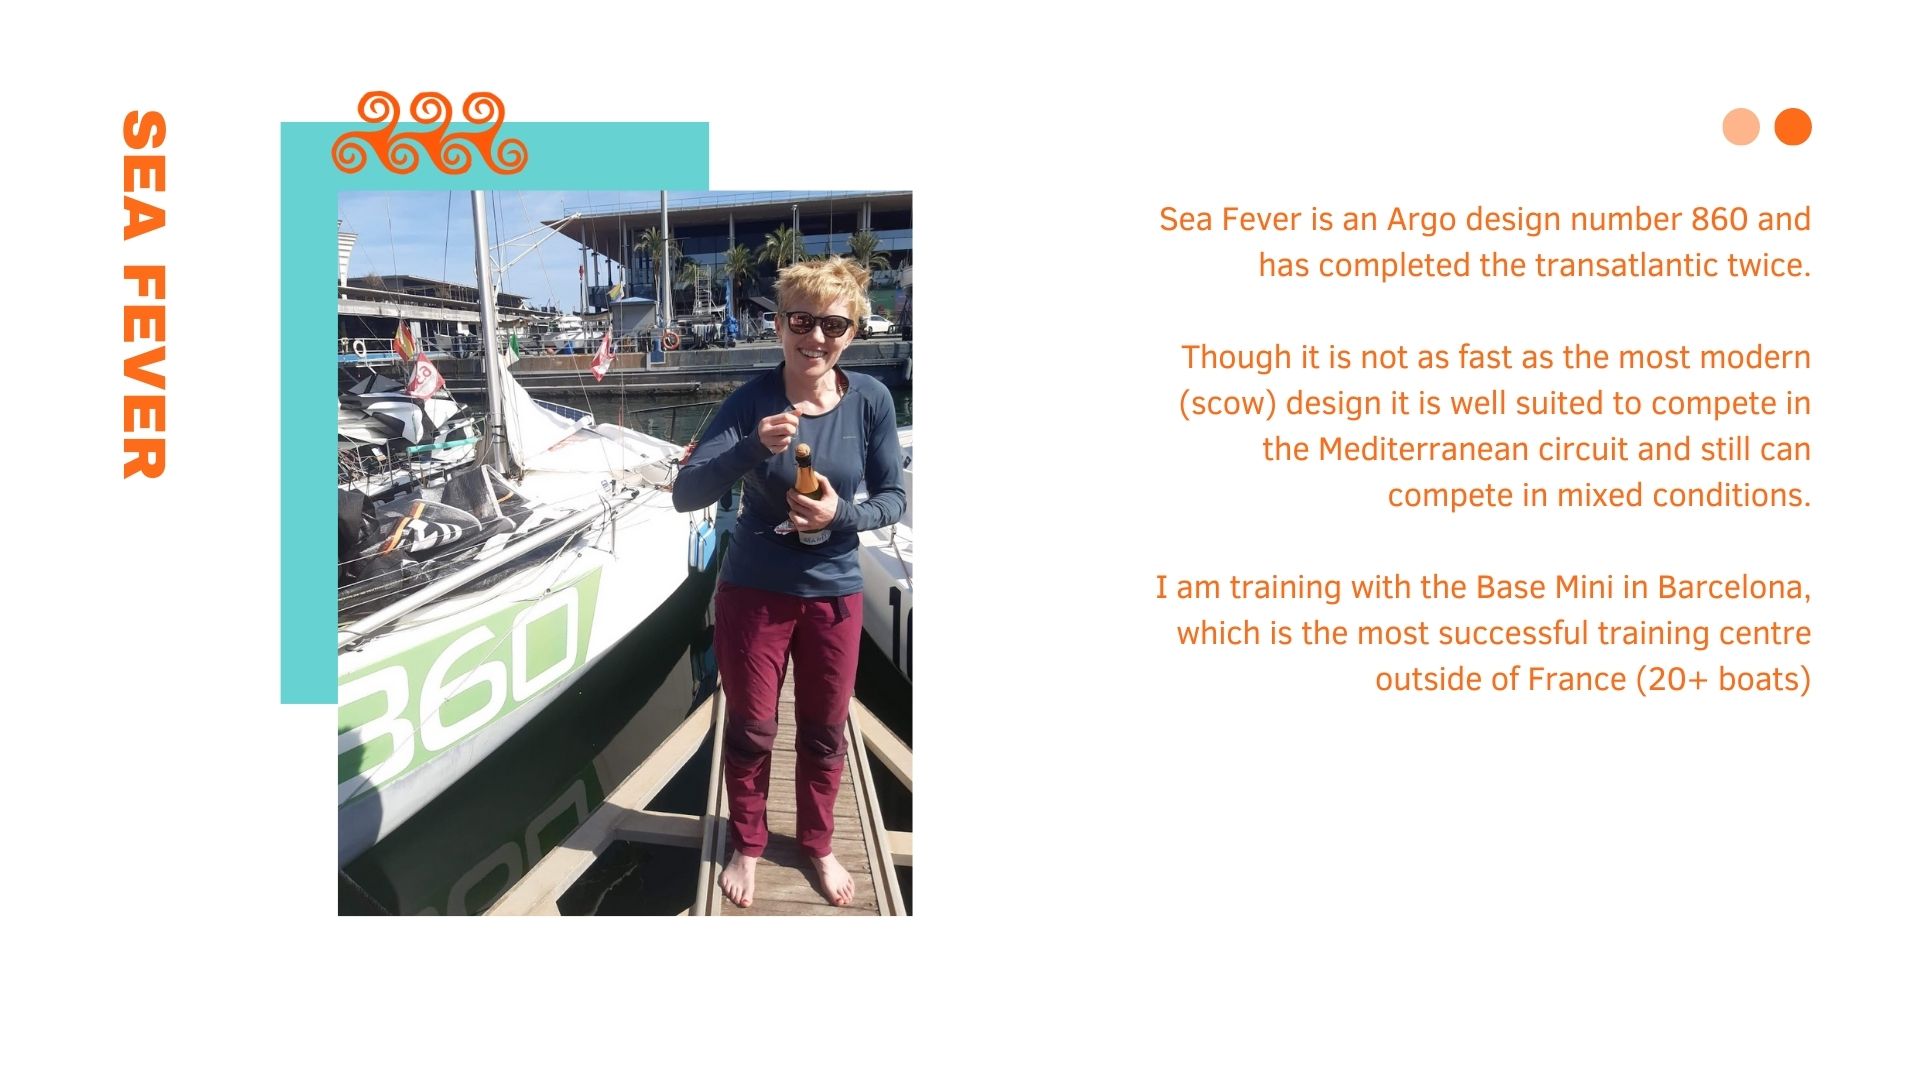 SEA FEVER
Sea Fever is an Argo design number 860 and
has completed the transatlantic twice.
Though it is not as fast as the most modern
(scow) design it is well suited to compete in
the Mediterranean circuit and still can
compete in mixed conditions.
I am training with the Base Mini in Barcelona,
which is the most successful training centre
outside of France (20+ boats)
860